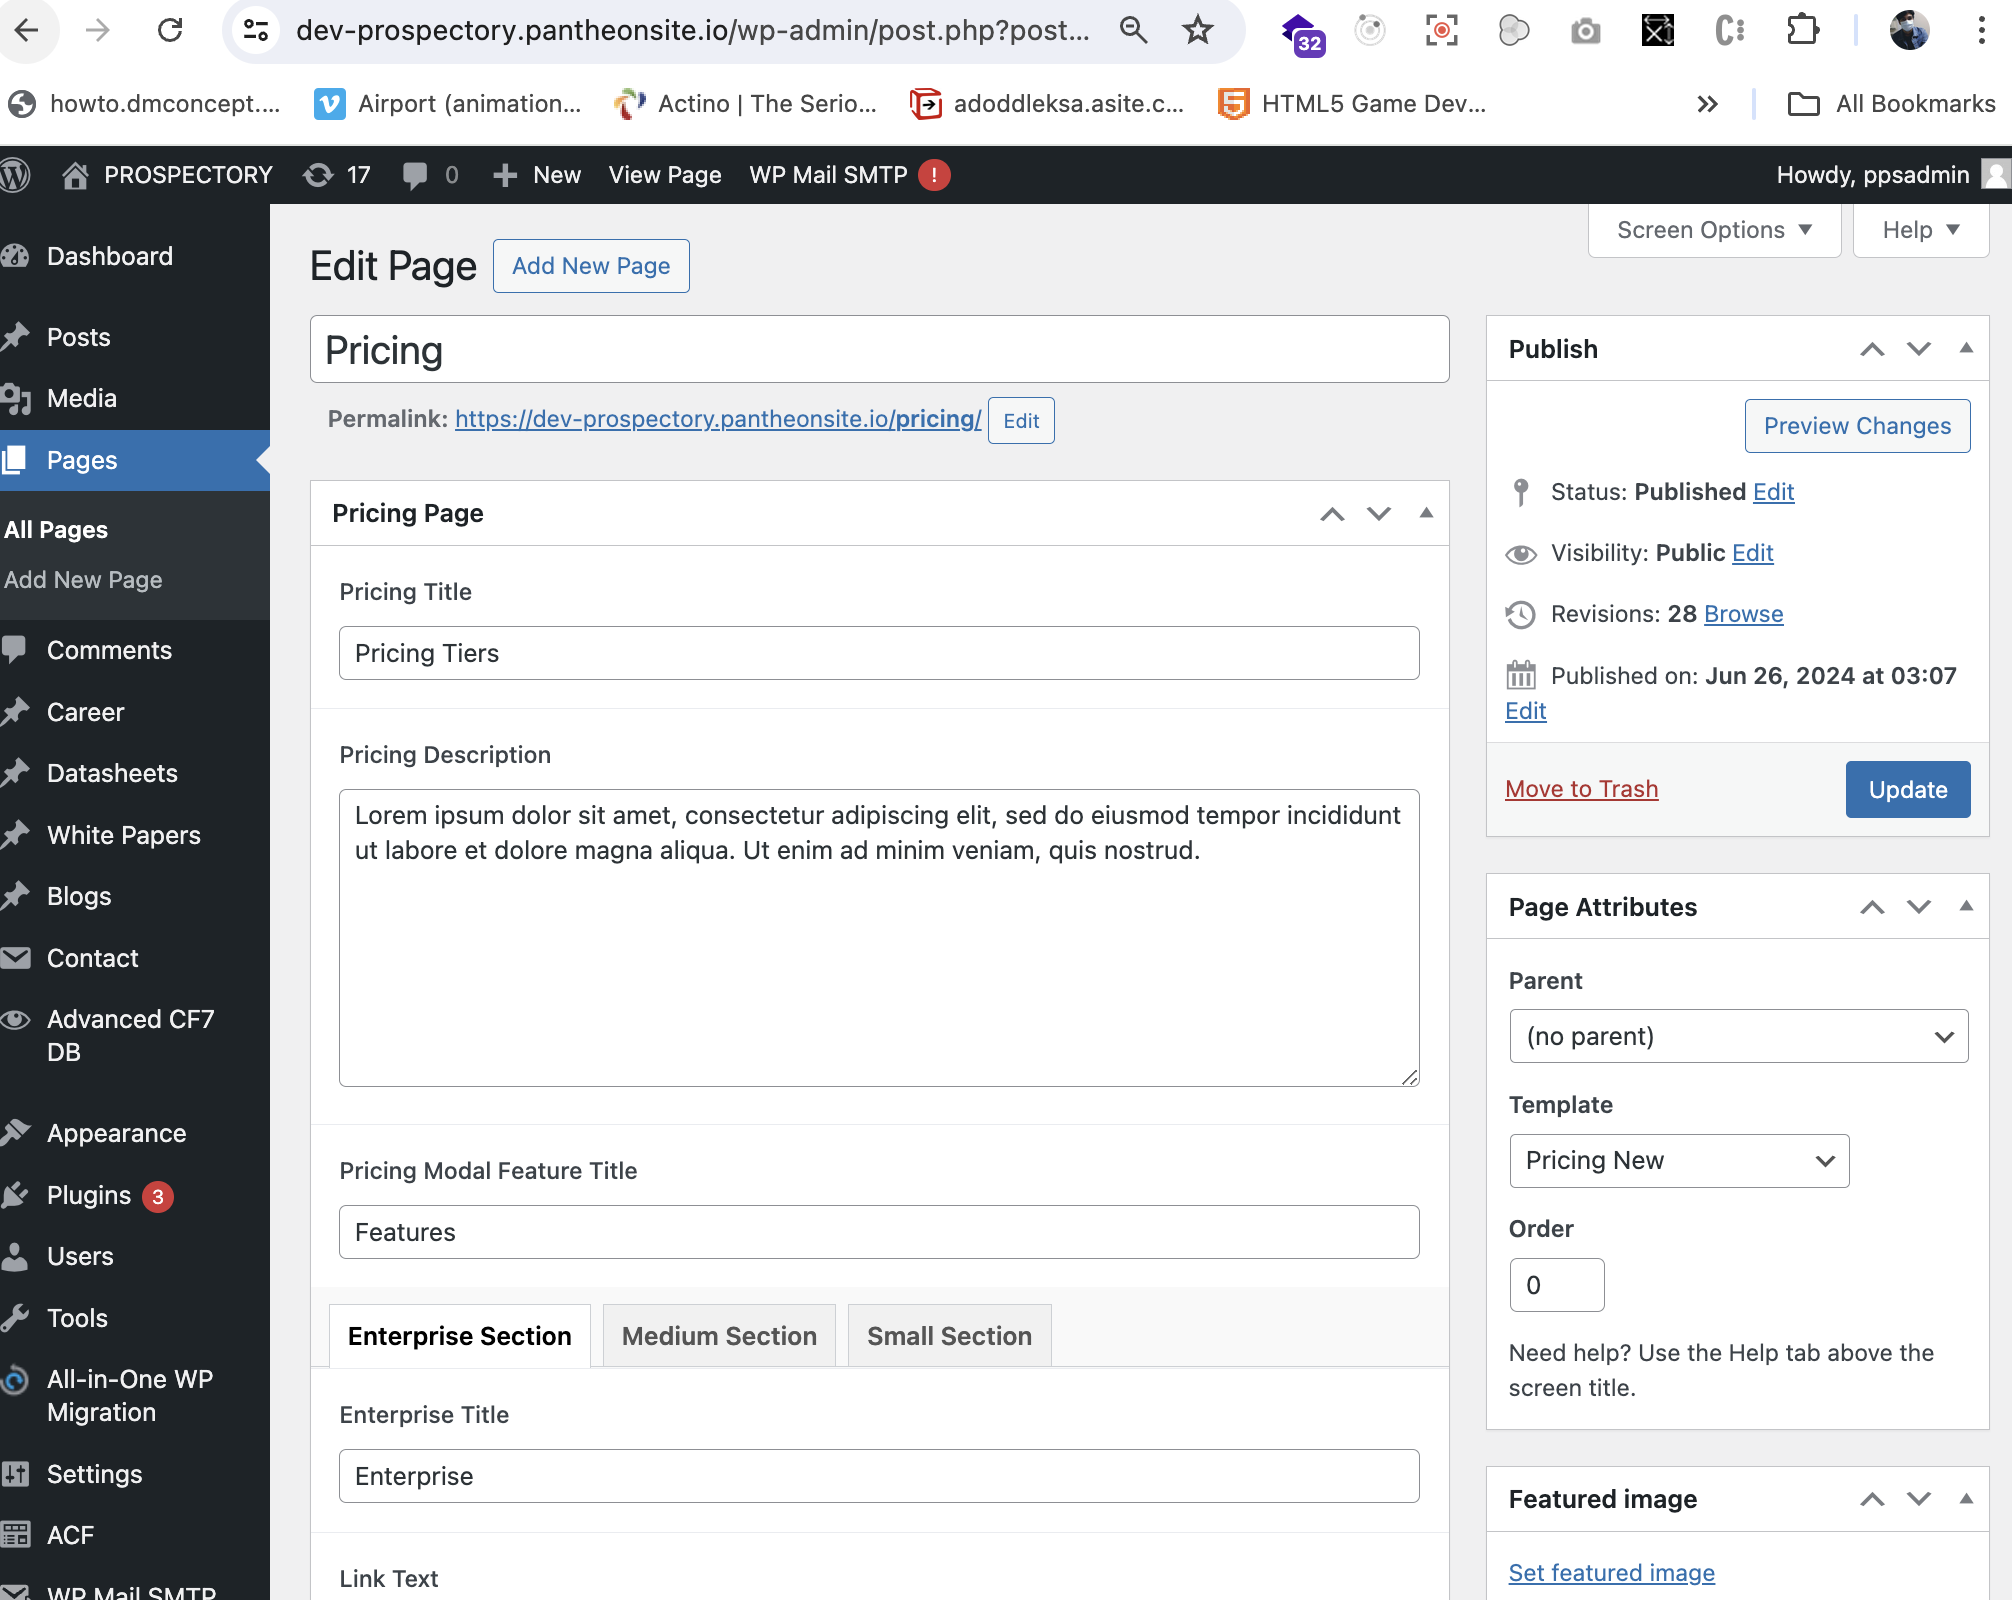 dev-prospectory.pantheonsite.io/wp-admin/post.php?post...
32
howto.dmconcept....
Airport (animation...
Actino | The Serio...
adoddleksa.asite.c...
HTML5 Game Dev...
All Bookmarks
PROSPECTORY
17
0
New
View Page
WP Mail SMTP
!
Howdy, ppsadmin
Dashboard
Posts
Media
Pages
All Pages
Add New Page
Comments
Career
Datasheets
White Papers
Blogs
Contact
Advanced CF7
DB
Appearance
Plugins 3
Users
Tools
All-in-One WP
Migration
Settings
ACF
WP Mail SMTP
Screen Options
Help
Edit Page
Add New Page
Pricing
Permalink: https://dev-prospectory.pantheonsite.io/pricing/ Edit
Pricing Page
Pricing Title
Pricing Tiers
Pricing Description
Lorem ipsum dolor sit amet, consectetur adipiscing elit, sed do eiusmod tempor incididunt
ut labore et dolore magna aliqua. Ut enim ad minim veniam, quis nostrud.
Pricing Modal Feature Title
Features
Enterprise Section
Medium Section
Small Section
Enterprise Title
Enterprise
Link Text
Publish
Preview Changes
Status: Published Edit
Visibility: Public Edit
Revisions: 28 Browse
Published on: Jun 26, 2024 at 03:07
Edit
Move to Trash
Update
Page Attributes
Parent
(no parent)
Template
Pricing New
Order
0
Need help? Use the Help tab above the
screen title.
Featured image
Set featured image